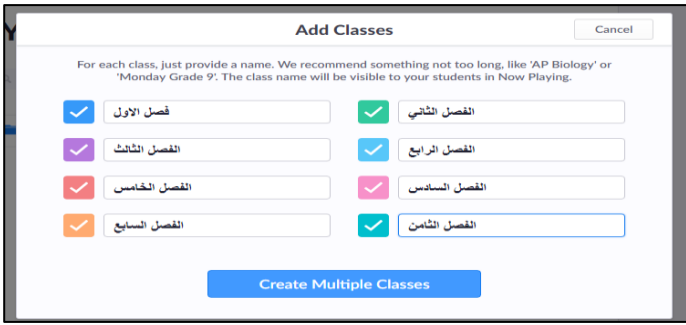 Add Classes
Cancel
For each class, just provide a name. We recommend something not too long, like 'AP Biology' or
'Monday Grade 9'. The class name will be visible to your students in Now Playing.
فصل الاول
الفصل الثاني
الفصل الثالث
الفصل الرابع
الفصل الخامس
الفصل السادس
الفصل السابع
الفصل الثامن
Create Multiple Classes